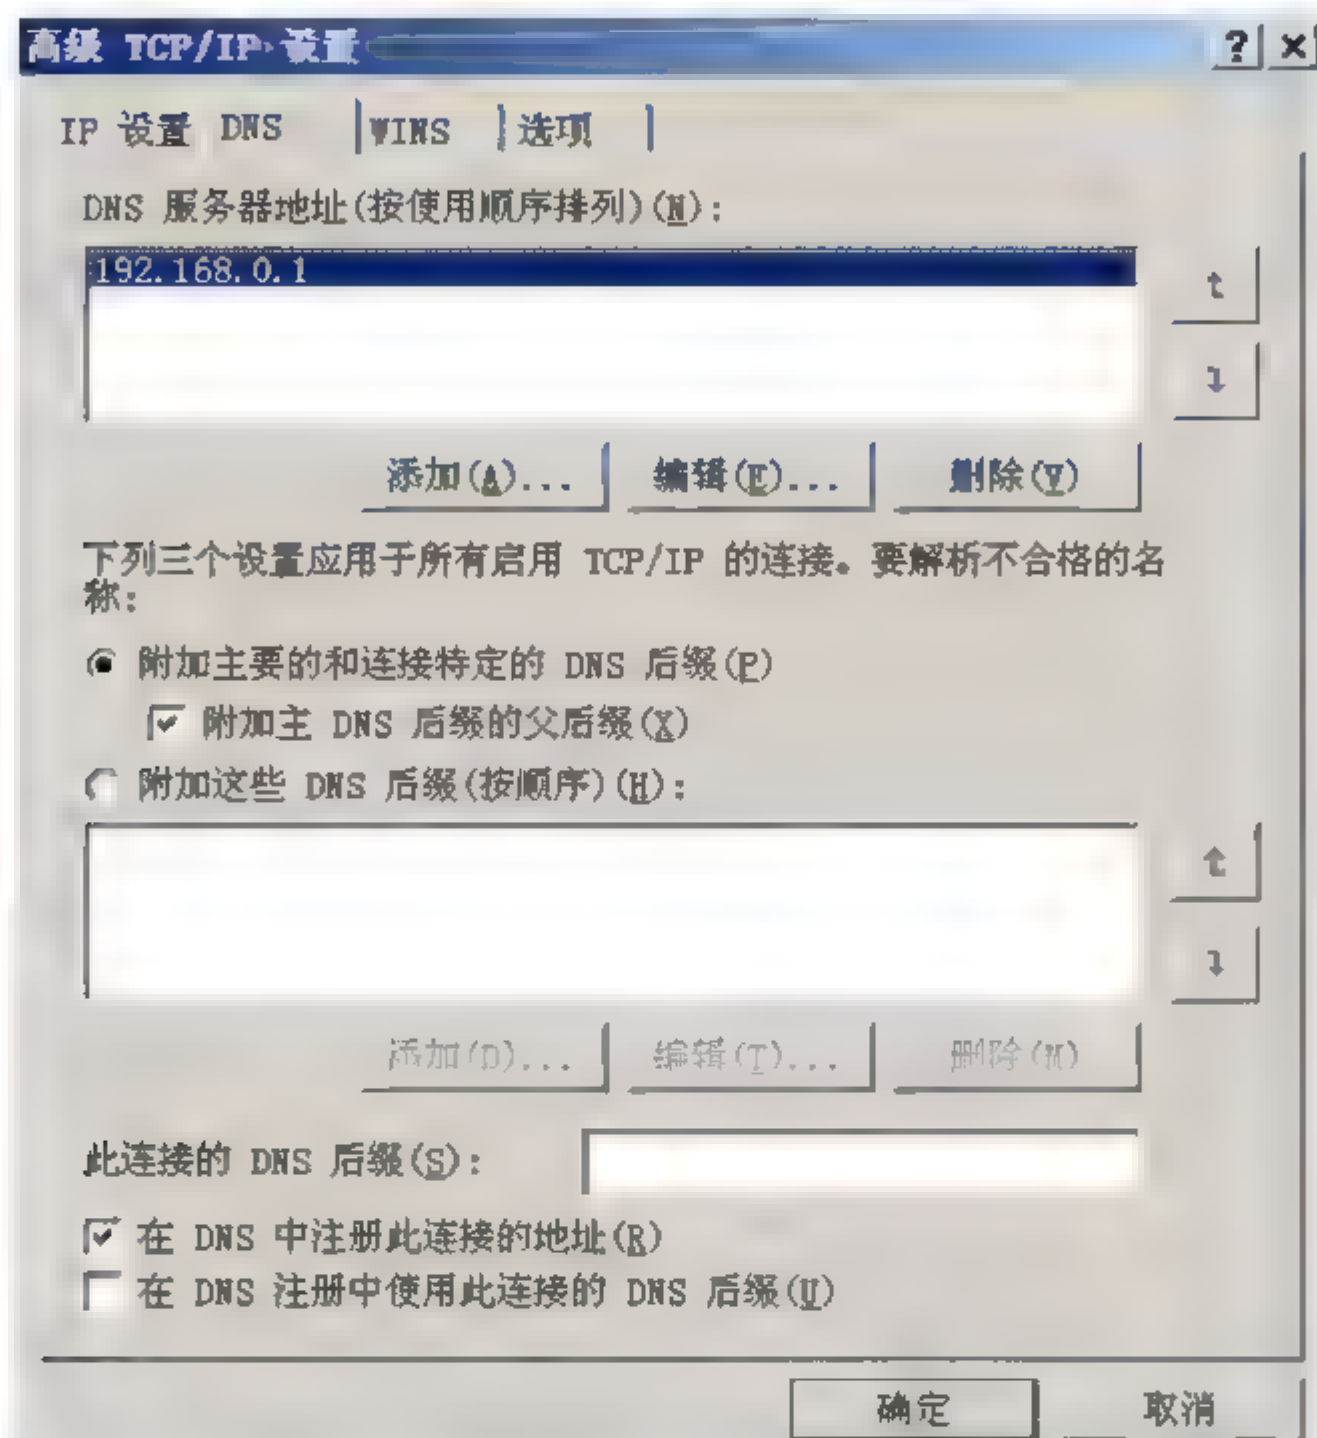 高级 TCP/IP 设置
IP 设置 DNS WINS 选项
DNS 服务器地址(按使用顺序排列)(N):
192.168.0.1
添加(A)... 编辑(E)... 删除(V)
下列三个设置应用于所有启用 TCP/IP 的连接。要解析不合格的名
称:
附加主要的和连接特定的 DNS 后缀(P)
附加主 DNS 后缀的父后缀(X)
附加这些 DNS 后缀(按顺序)(H):
添加(D)... 编辑(T)... 删除(M)
此连接的 DNS 后缀(S):
在 DNS 中注册此连接的地址(R)
在 DNS 注册中使用此连接的 DNS 后缀(U)
确定 取消